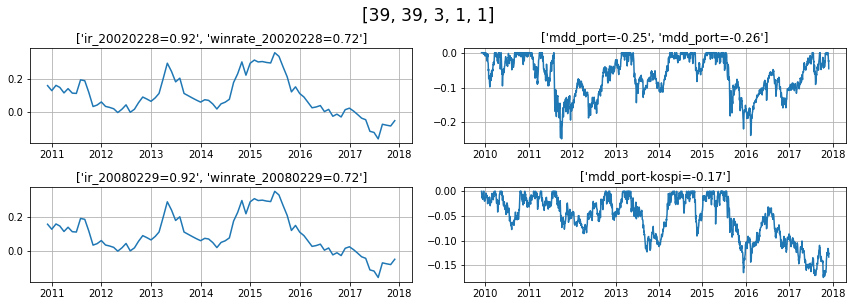 [39, 39, 3, 1, 1]
['ir_20020228=0.92', 'winrate_20020228=0.72']
0.2
0.0
2011 2012 2013 2014 2015 2016 2017 2018
['mdd_port=-0.25', 'mdd_port=-0.26']
0.0
−0.1
−0.2
2010 2011 2012 2013 2014 2015 2016 2017 2018
['ir_20080229=0.92', 'winrate_20080229=0.72']
0.2
0.0
2011 2012 2013 2014 2015 2016 2017 2018
['mdd_port-kospi=-0.17']
0.00
−0.05
−0.10
−0.15
2010 2011 2012 2013 2014 2015 2016 2017 2018